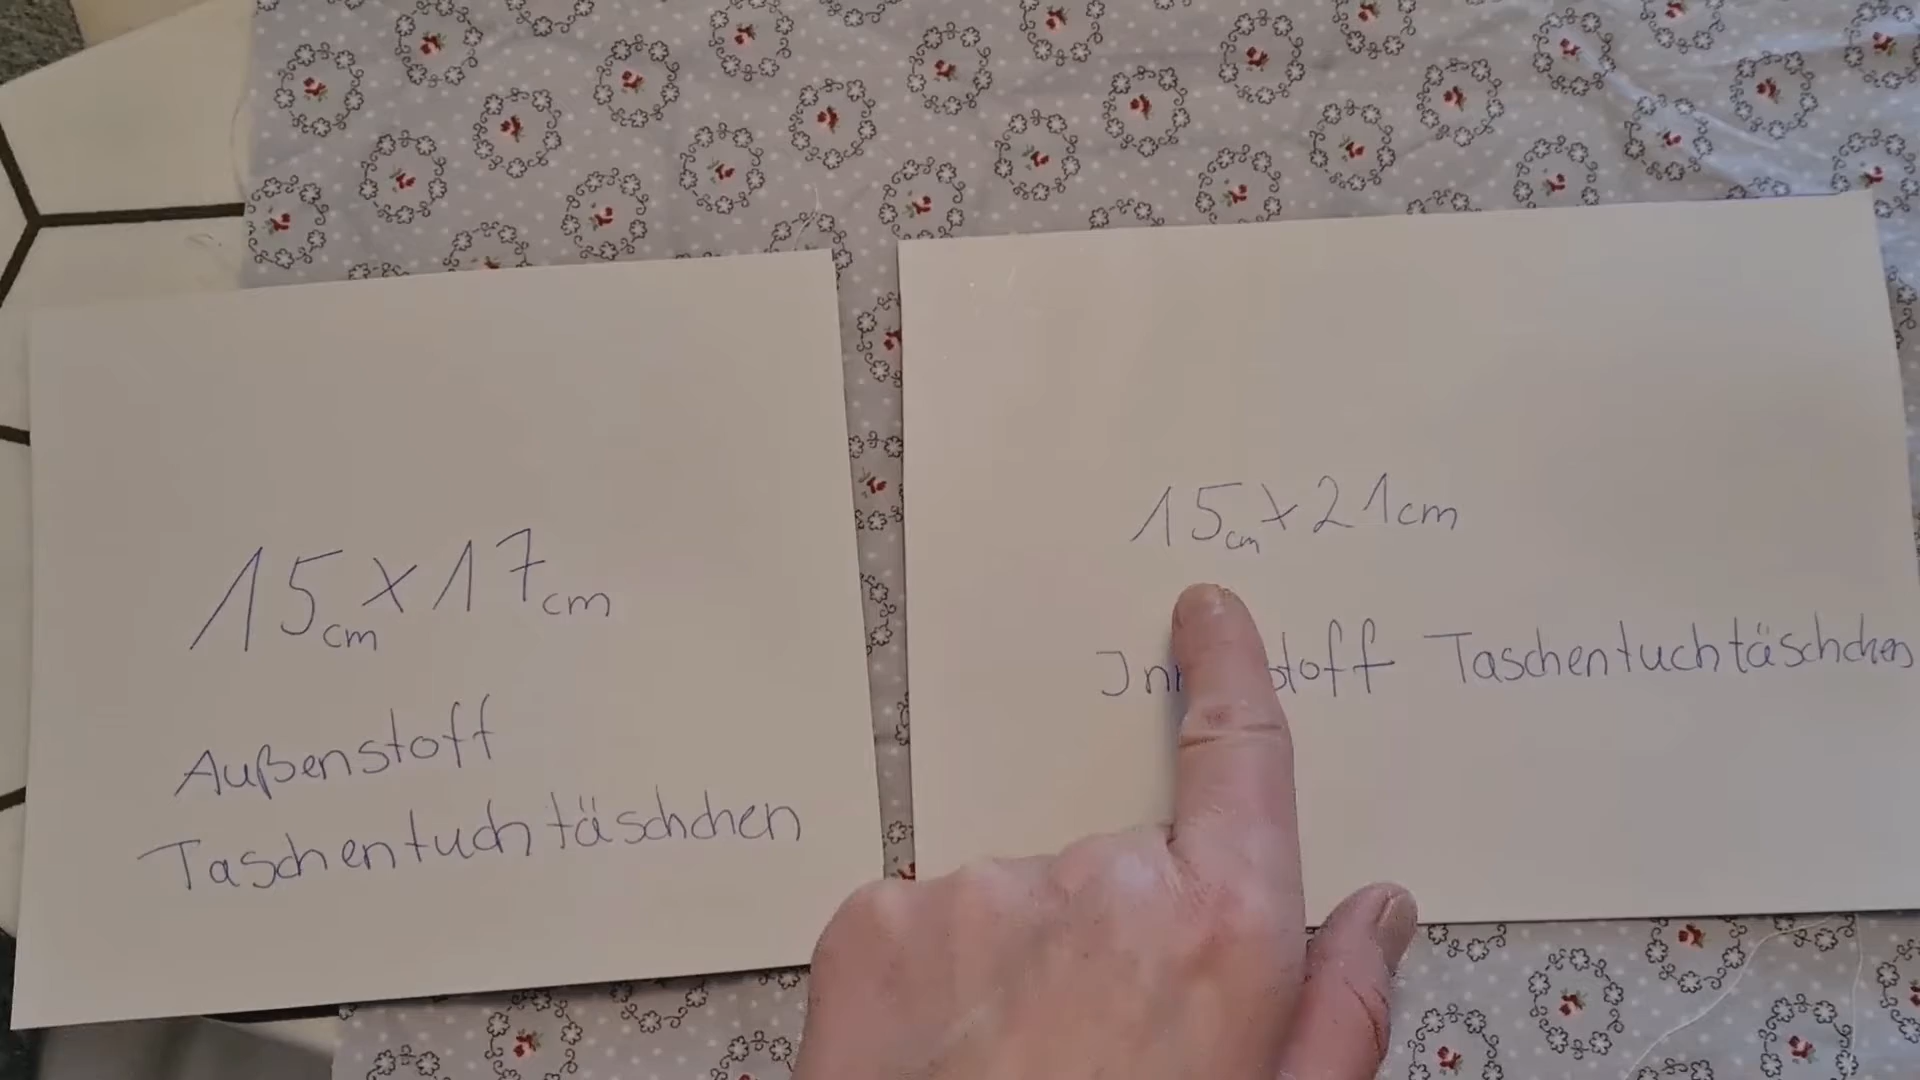 15cm x 17cm
Außenstoff
Taschentuchtäschchen
15cm x 21cm
Taschentuchtäschchen